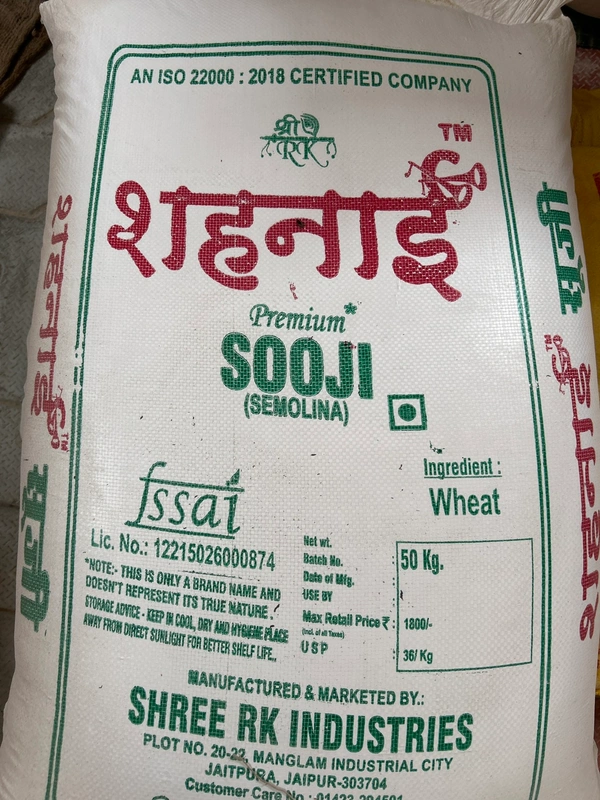 AN ISO 22000 : 2018 CERTIFIED COMPANY
श्री
RK
TM
शहनाई
Premium*
SOOJI
(SEMOLINA)
fssai
Lic. No.: 12215026000874
*NOTE:- THIS IS ONLY A BRAND NAME AND
DOESN'T REPRESENT ITS TRUE NATURE.
STORAGE ADVICE - KEEP IN COOL, DRY AND HYGIENE PLACE
AWAY FROM DIRECT SUNLIGHT FOR BETTER SHELF LIFE..
Ingredient :
Wheat
Net wt. 50 Kg.
Batch No. :
Date of Mfg. :
USE BY
Max Retail Price ₹ : 1800/-
(incl. of all Taxes)
USP : 36/ Kg
MANUFACTURED & MARKETED BY.:
SHREE RK INDUSTRIES
PLOT NO. 20-22, MANGLAM INDUSTRIAL CITY
JAITPURA, JAIPUR-303704
Customer Care No.:
शहनाई
TM
सूजी
सूजी
शहनाई